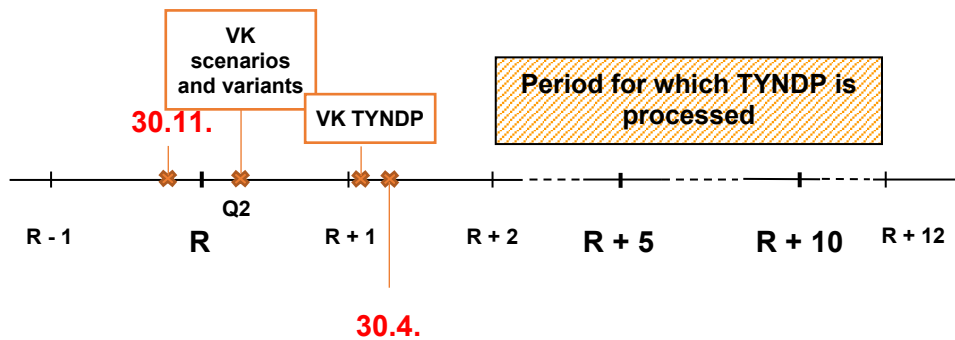 VK
scenarios
and variants
Period for which TYNDP is
processed
VK TYNDP
30.11.
Q2
R - 1
R
R + 1
R + 2
R + 5
R + 10
R + 12
30.4.